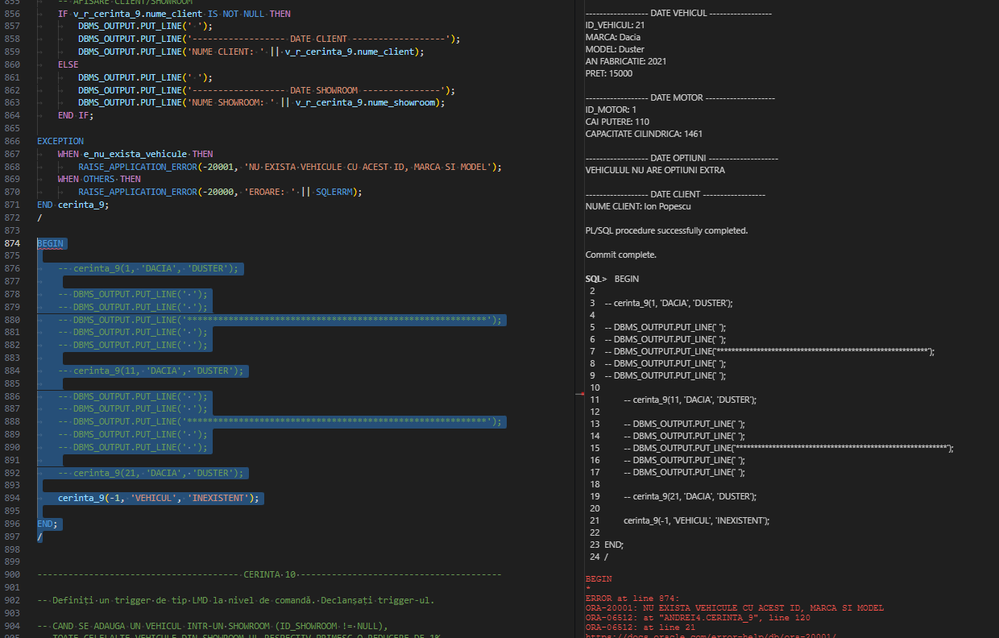 855 -- AFISARE CLIENT/SHOWROOM
856 IF v_r_cerinta_9.nume_client IS NOT NULL THEN
857 DBMS_OUTPUT.PUT_LINE(' ');
858 DBMS_OUTPUT.PUT_LINE('------------------ DATE CLIENT ------------------');
859 DBMS_OUTPUT.PUT_LINE('NUME CLIENT: ' || v_r_cerinta_9.nume_client);
860 ELSE
861 DBMS_OUTPUT.PUT_LINE(' ');
862 DBMS_OUTPUT.PUT_LINE('------------------ DATE SHOWROOM ---------------');
863 DBMS_OUTPUT.PUT_LINE('NUME SHOWROOM: ' || v_r_cerinta_9.nume_showroom);
864 END IF;
865
866 EXCEPTION
867 WHEN e_nu_exista_vehicule THEN
868 RAISE_APPLICATION_ERROR(-20001, 'NU EXISTA VEHICULE CU ACEST ID, MARCA SI MODEL');
869 WHEN OTHERS THEN
870 RAISE_APPLICATION_ERROR(-20000, 'EROARE: ' || SQLERRM);
871 END cerinta_9;
872 /
873
874 BEGIN
875
876 -- cerinta_9(1, 'DACIA', 'DUSTER');
877
878 -- DBMS_OUTPUT.PUT_LINE(' ');
879 -- DBMS_OUTPUT.PUT_LINE(' ');
880 -- DBMS_OUTPUT.PUT_LINE('**********************************************************');
881 -- DBMS_OUTPUT.PUT_LINE(' ');
882 -- DBMS_OUTPUT.PUT_LINE(' ');
883
884 -- cerinta_9(11, 'DACIA', 'DUSTER');
885
886 -- DBMS_OUTPUT.PUT_LINE(' ');
887 -- DBMS_OUTPUT.PUT_LINE(' ');
888 -- DBMS_OUTPUT.PUT_LINE('**********************************************************');
889 -- DBMS_OUTPUT.PUT_LINE(' ');
890 -- DBMS_OUTPUT.PUT_LINE(' ');
891
892 -- cerinta_9(21, 'DACIA', 'DUSTER');
893
894 cerinta_9(-1, 'VEHICUL', 'INEXISTENT');
895
896 END;
897 /
898
899
900 --------------------------------------- CERINTA 10 ---------------------------------------
901
902 -- Definiți un trigger de tip LMD la nivel de comandă. Declanșați trigger-ul.
903
904 -- CAND SE ADAUGA UN VEHICUL INTR-UN SHOWROOM (ID_SHOWROOM != NULL),
905 -- TOATE CELELALTE VEHICULE DIN SHOWROOM-UL RESPECTIV PRIMESC O REDUCERE DE 1%
------------------ DATE VEHICUL ------------------
ID_VEHICUL: 21
MARCA: Dacia
MODEL: Duster
AN FABRICATIE: 2021
PRET: 15000
------------------ DATE MOTOR --------------------
ID_MOTOR: 1
CAI PUTERE: 110
CAPACITATE CILINDRICA: 1461
------------------ DATE OPTIUNI --------------------
VEHICULUL NU ARE OPTIUNI EXTRA
------------------ DATE CLIENT ------------------
NUME CLIENT: Ion Popescu
PL/SQL procedure successfully completed.
Commit complete.
SQL> BEGIN
2
3 -- cerinta_9(1, 'DACIA', 'DUSTER');
4
5 -- DBMS_OUTPUT.PUT_LINE(' ');
6 -- DBMS_OUTPUT.PUT_LINE(' ');
7 -- DBMS_OUTPUT.PUT_LINE('**********************************************************');
8 -- DBMS_OUTPUT.PUT_LINE(' ');
9 -- DBMS_OUTPUT.PUT_LINE(' ');
10
11 -- cerinta_9(11, 'DACIA', 'DUSTER');
12
13 -- DBMS_OUTPUT.PUT_LINE(' ');
14 -- DBMS_OUTPUT.PUT_LINE(' ');
15 -- DBMS_OUTPUT.PUT_LINE('**********************************************************');
16 -- DBMS_OUTPUT.PUT_LINE(' ');
17 -- DBMS_OUTPUT.PUT_LINE(' ');
18
19 -- cerinta_9(21, 'DACIA', 'DUSTER');
20
21 cerinta_9(-1, 'VEHICUL', 'INEXISTENT');
22
23 END;
24 /
BEGIN
*
ERROR at line 874:
ORA-20001: NU EXISTA VEHICULE CU ACEST ID, MARCA SI MODEL
ORA-06512: at "ANDREI4.CERINTA_9", line 120
ORA-06512: at line 21
https://docs.oracle.com/error-help/db/ora-20001/